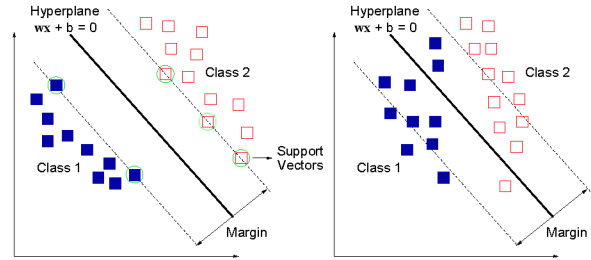 Hyperplane
wx + b = 0
Class 2
Support
Vectors
Class 1
Margin
Hyperplane
wx + b = 0
Class 2
Class 1
Margin